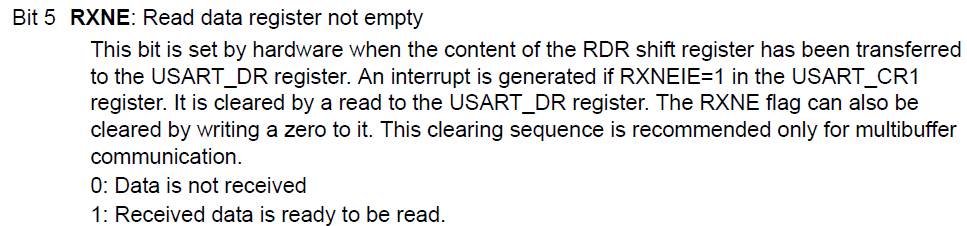 Bit 5 RXNE: Read data register not empty
This bit is set by hardware when the content of the RDR shift register has been transferred
to the USART_DR register. An interrupt is generated if RXNEIE=1 in the USART_CR1
register. It is cleared by a read to the USART_DR register. The RXNE flag can also be
cleared by writing a zero to it. This clearing sequence is recommended only for multibuffer
communication.
0: Data is not received
1: Received data is ready to be read.